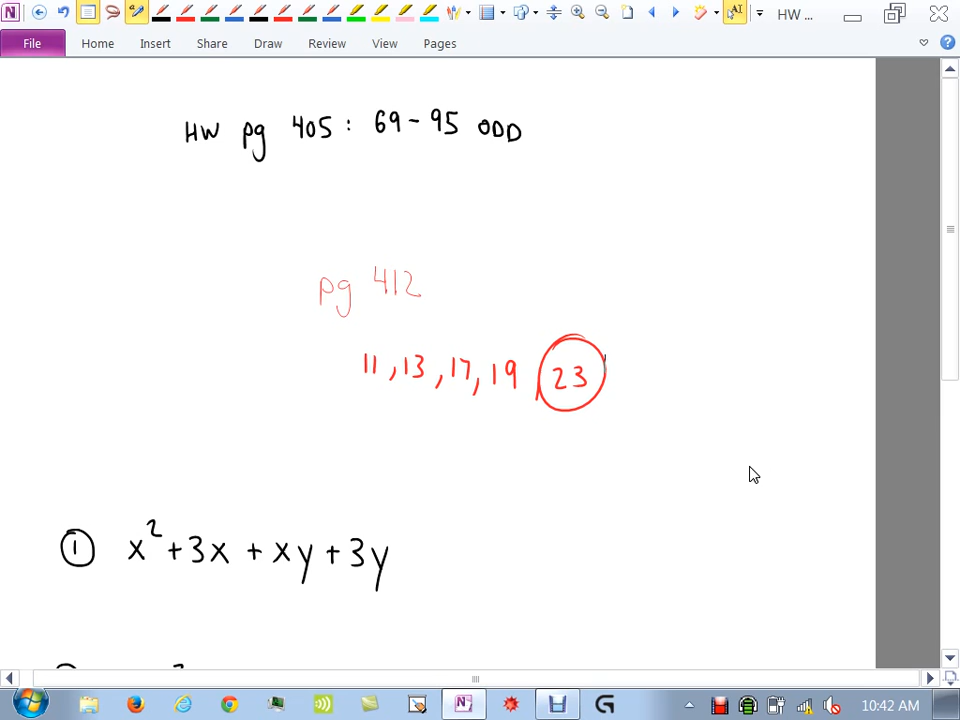 HW ...
File Home Insert Share Draw Review View Pages
HW pg 405 : 69 - 95 ODD
pg 412
11 , 13 , 17 , 19 , 23
① x² + 3x + xy + 3y
10:42 AM